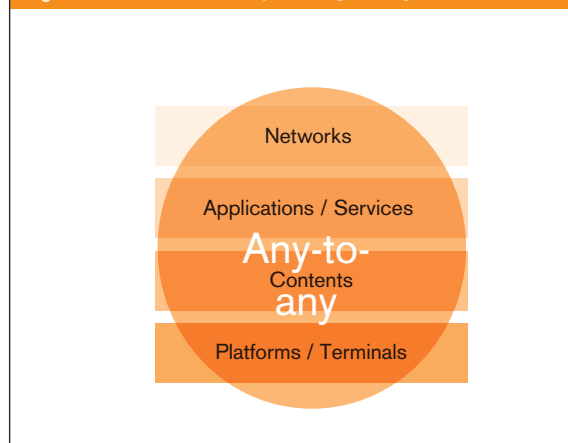 Networks
Applications / Services
Any-to-
Contents
any
Platforms / Terminals